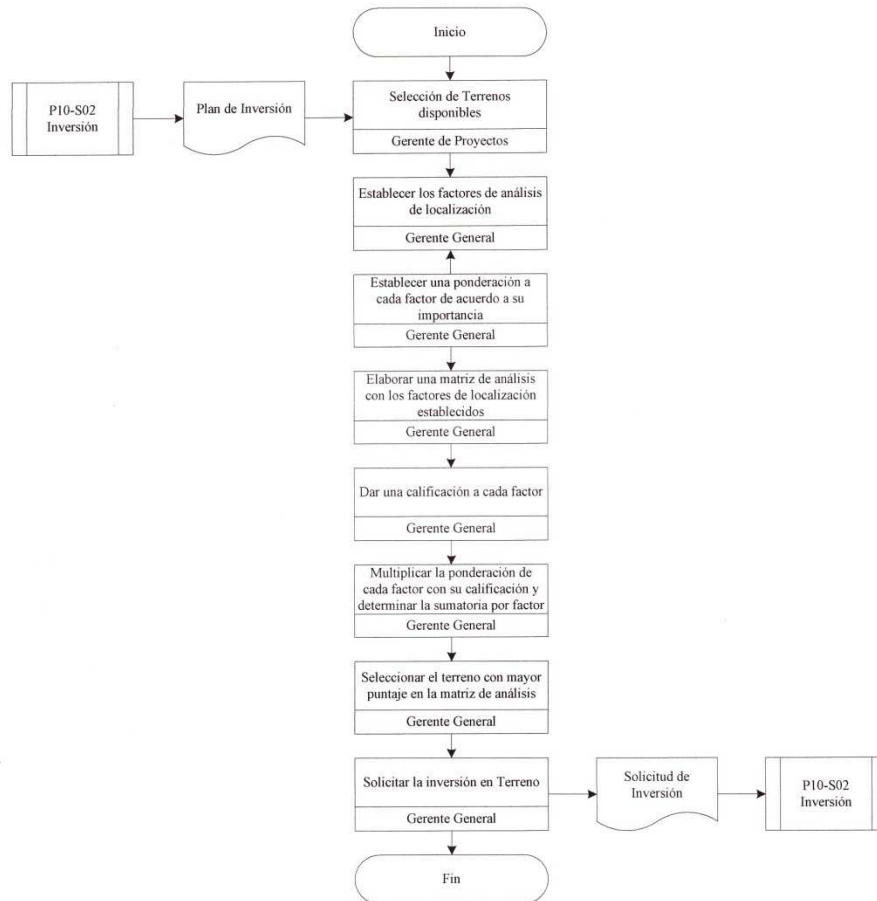 Inicio
P10-S02
Inversión
Plan de Inversión
Selección de Terrenos
disponibles
Gerente de Proyectos
Establecer los factores de análisis
de localización
Gerente General
Establecer una ponderación a
cada factor de acuerdo a su
importancia
Gerente General
Elaborar una matriz de análisis
con los factores de localización
establecidos
Gerente General
Dar una calificación a cada factor
Gerente General
Multiplicar la ponderación de
cada factor con su calificación y
determinar la sumatoria por factor
Gerente General
Seleccionar el terreno con mayor
puntaje en la matriz de análisis
Gerente General
Solicitar la inversión en Terreno
Gerente General
Solicitud de
Inversión
P10-S02
Inversión
Fin